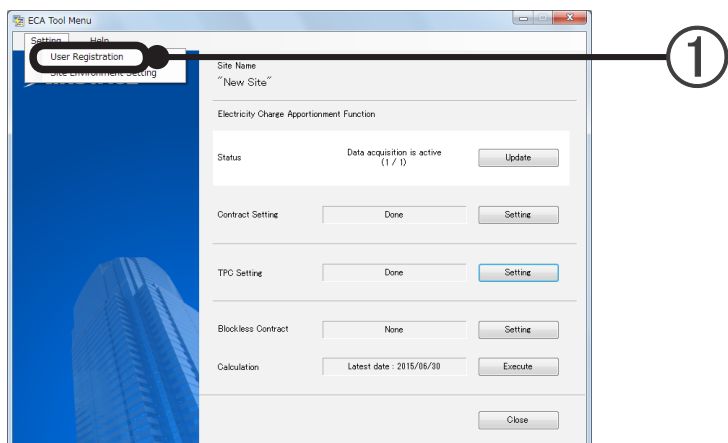 ECA Tool Menu
Setting Help
User Registration
Site Environment Setting
1
Site Name
"New Site"
Electricity Charge Apportionment Function
Status
Data acquisition is active
(1 / 1)
Update
Contract Setting
Done
Setting
TPC Setting
Done
Setting
Blockless Contract
None
Setting
Calculation
Latest date : 2015/06/30
Execute
Close